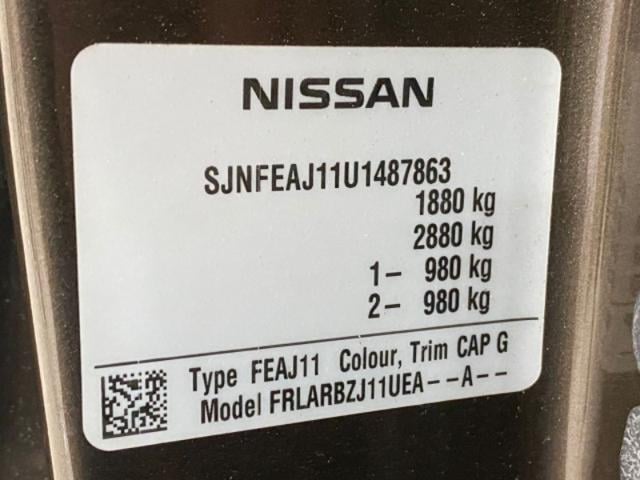 NISSAN
SJNFEAJ11U1487863
1880 kg
2880 kg
1- 980 kg
2- 980 kg
Type FEAJ11 Colour, Trim CAP G
Model FRLARBZJ11UEA--A--